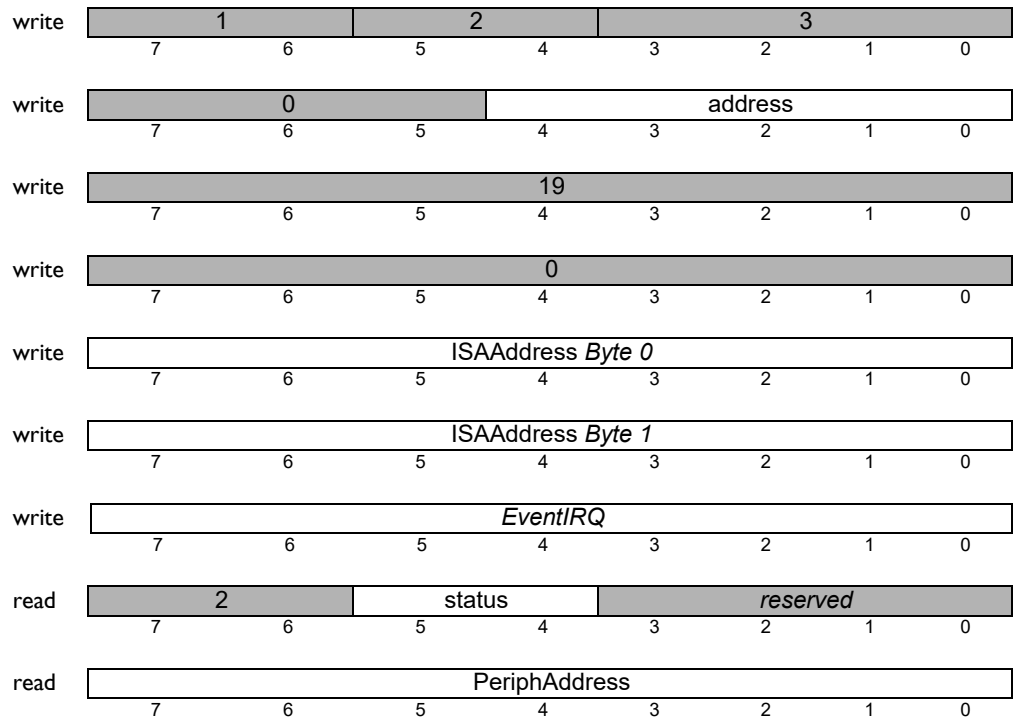 write 1 2 3
7 6 5 4 3 2 1 0
write 0 address
7 6 5 4 3 2 1 0
write 19
7 6 5 4 3 2 1 0
write 0
7 6 5 4 3 2 1 0
write ISAAddress Byte 0
7 6 5 4 3 2 1 0
write ISAAddress Byte 1
7 6 5 4 3 2 1 0
write EventIRQ
7 6 5 4 3 2 1 0
read 2 status reserved
7 6 5 4 3 2 1 0
read PeriphAddress
7 6 5 4 3 2 1 0